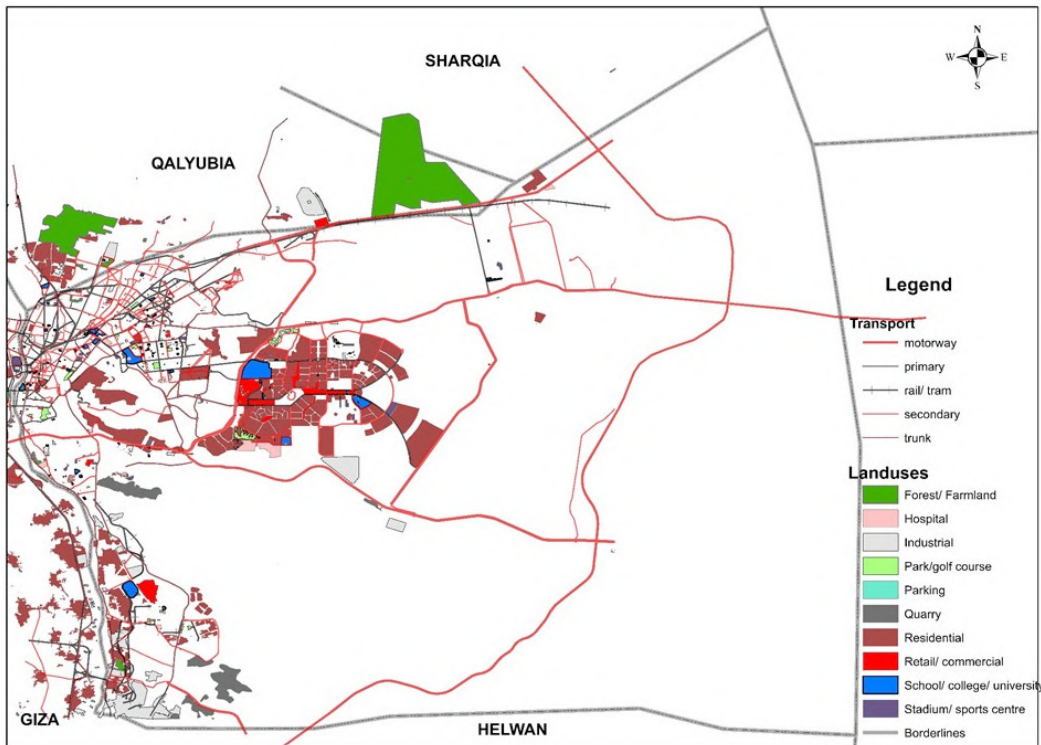 SHARQIA
N
W E
S
QALYUBIA
Legend
Transport
motorway
primary
rail/ tram
secondary
trunk
Landuses
Forest/ Farmland
Hospital
Industrial
Park/golf course
Parking
Quarry
Residential
Retail/ commercial
School/ college/ university
Stadium/ sports centre
Borderlines
GIZA
HELWAN